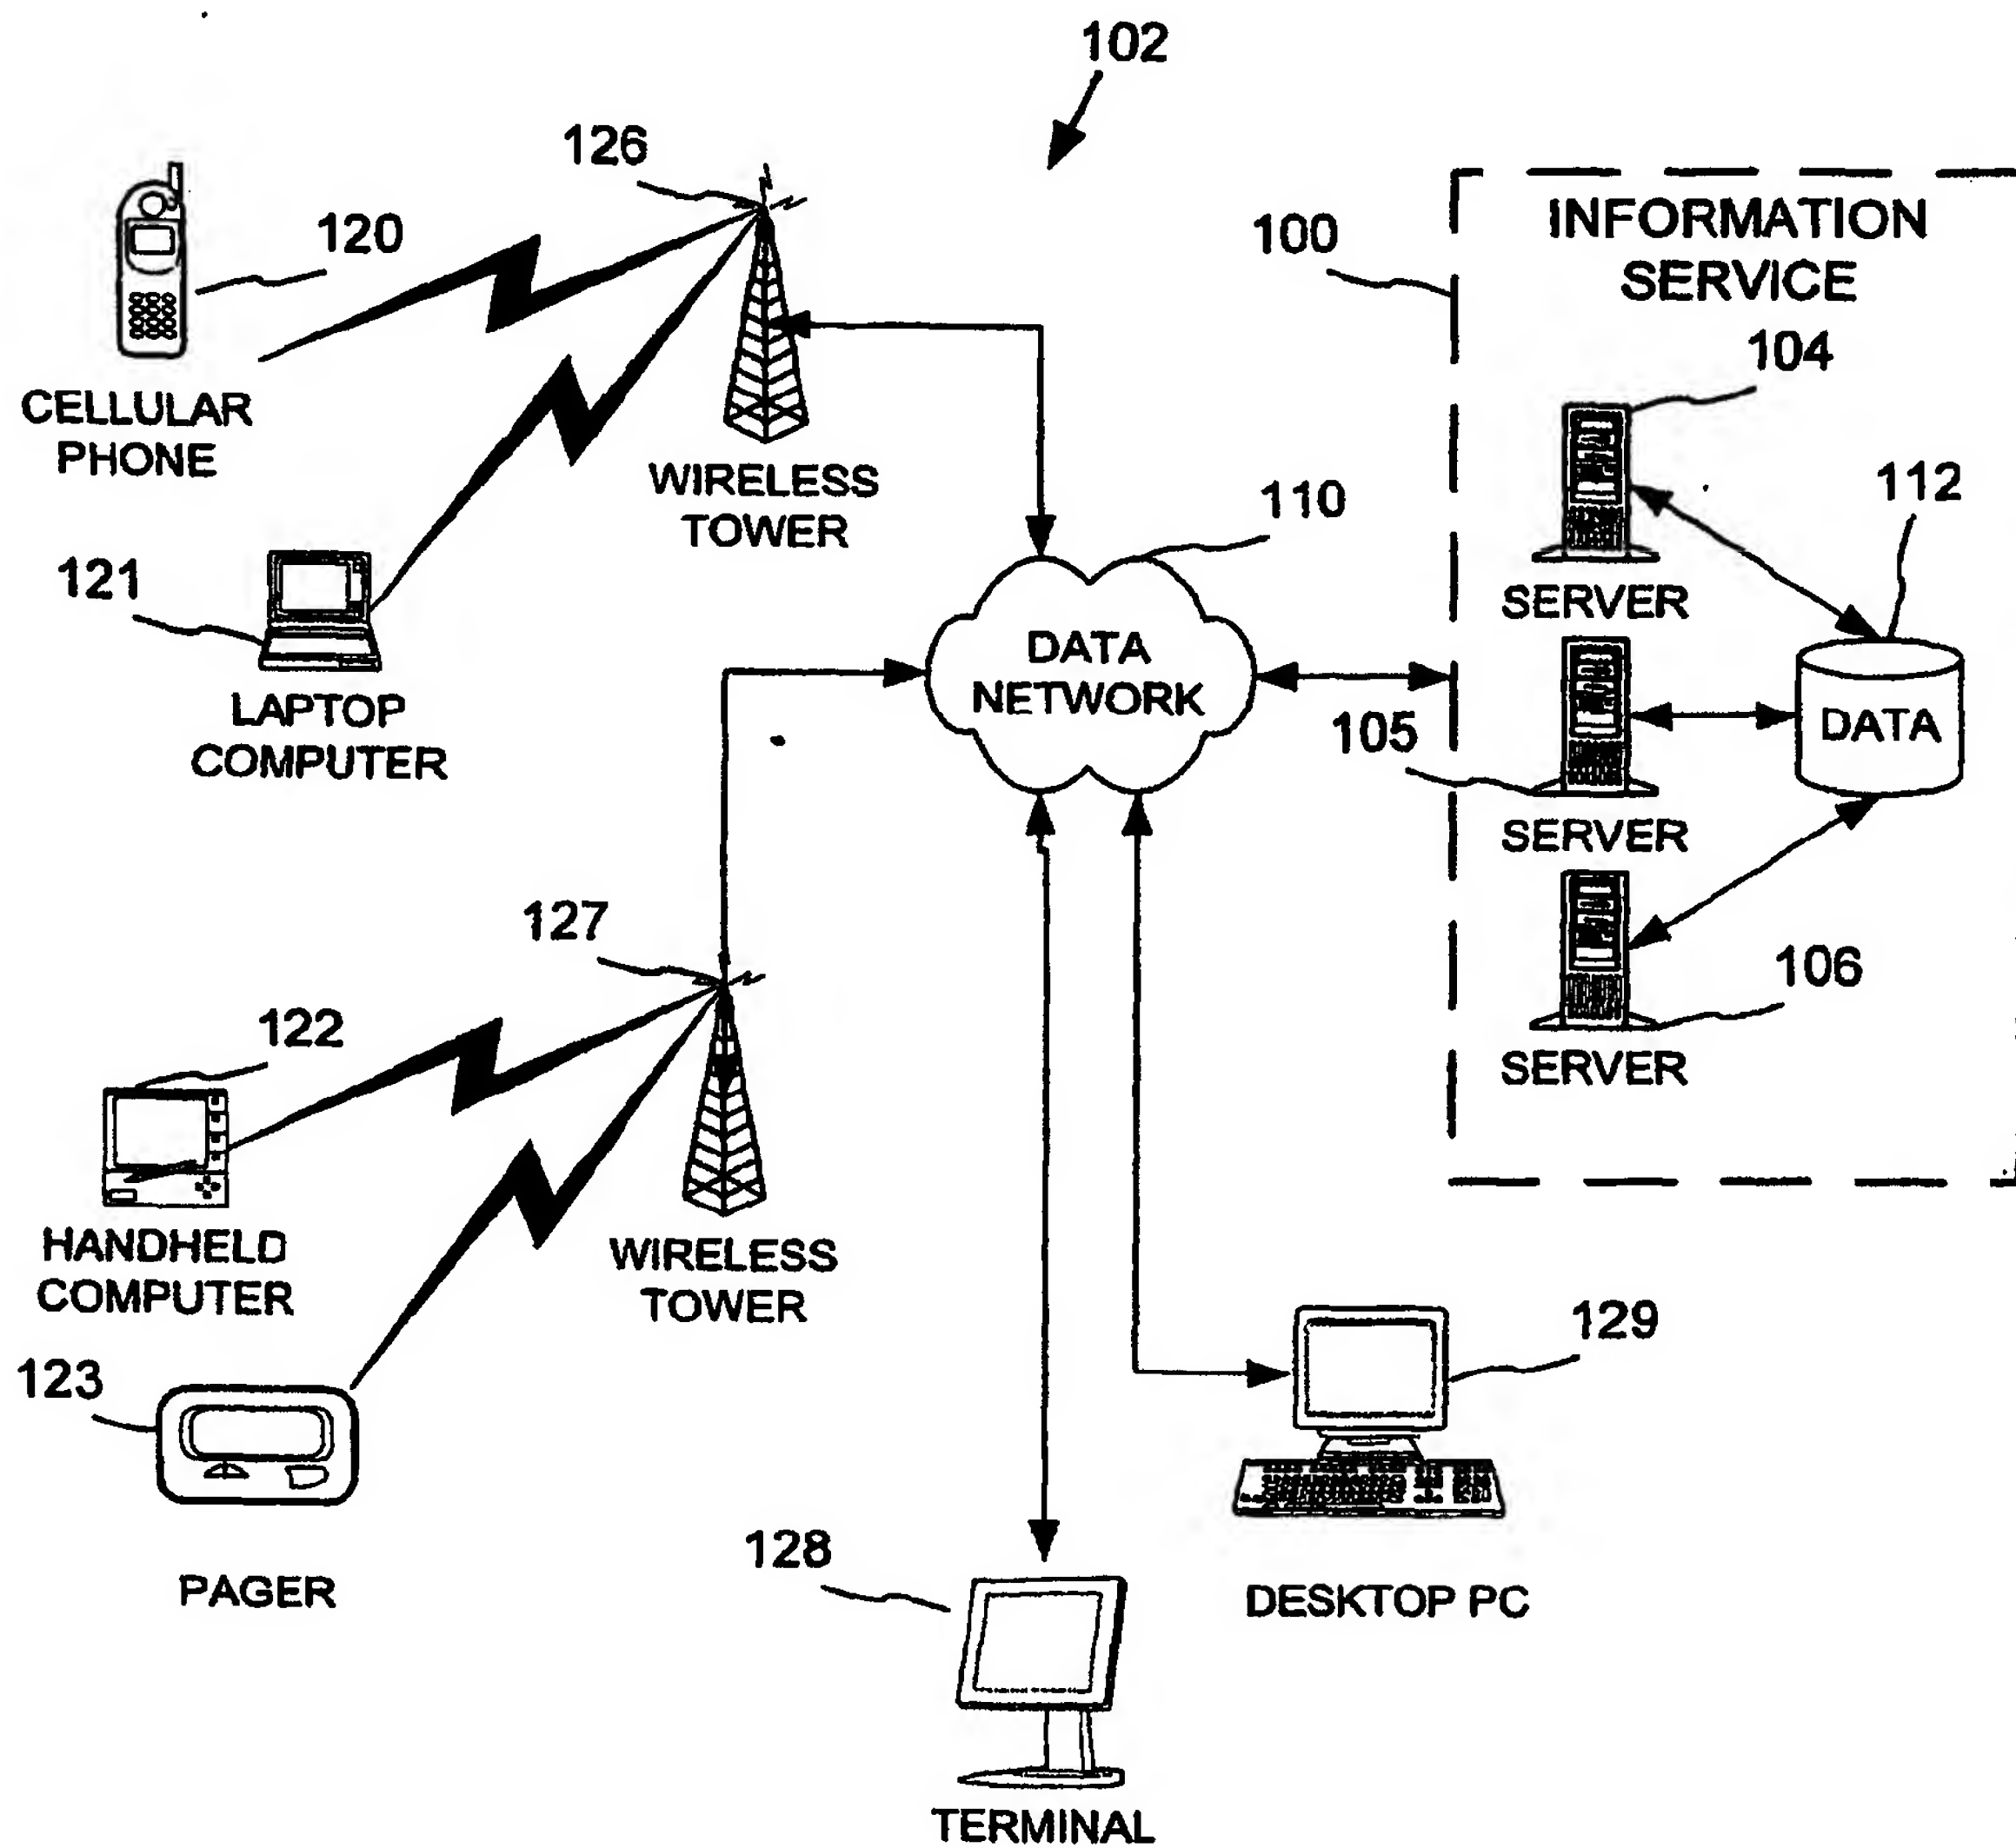 102
126
120
CELLULAR
PHONE
WIRELESS
TOWER
121
LAPTOP
COMPUTER
110
DATA
NETWORK
100
INFORMATION
SERVICE
104
SERVER
112
105
DATA
SERVER
106
SERVER
127
122
HANDHELD
COMPUTER
WIRELESS
TOWER
123
PAGER
129
DESKTOP PC
128
TERMINAL